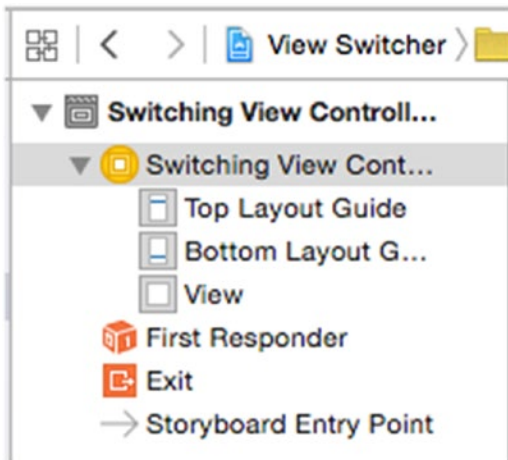 View Switcher
Switching View Controll...
Switching View Cont...
Top Layout Guide
Bottom Layout G...
View
First Responder
Exit
Storyboard Entry Point